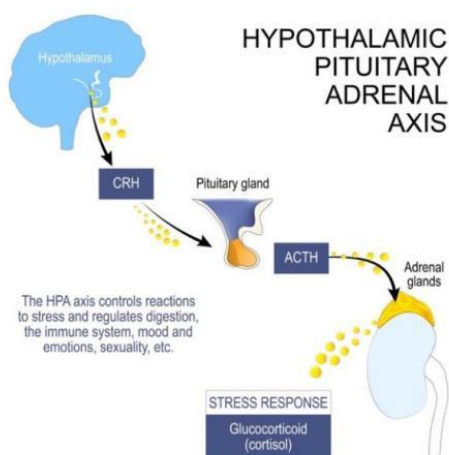 HYPOTHALAMIC
PITUITARY
ADRENAL
AXIS
Hypothalamus
CRH
Pituitary gland
ACTH
Adrenal
glands
The HPA axis controls reactions
to stress and regulates digestion,
the immune system, mood and
emotions, sexuality, etc.
STRESS RESPONSE
Glucocorticoid
(cortisol)